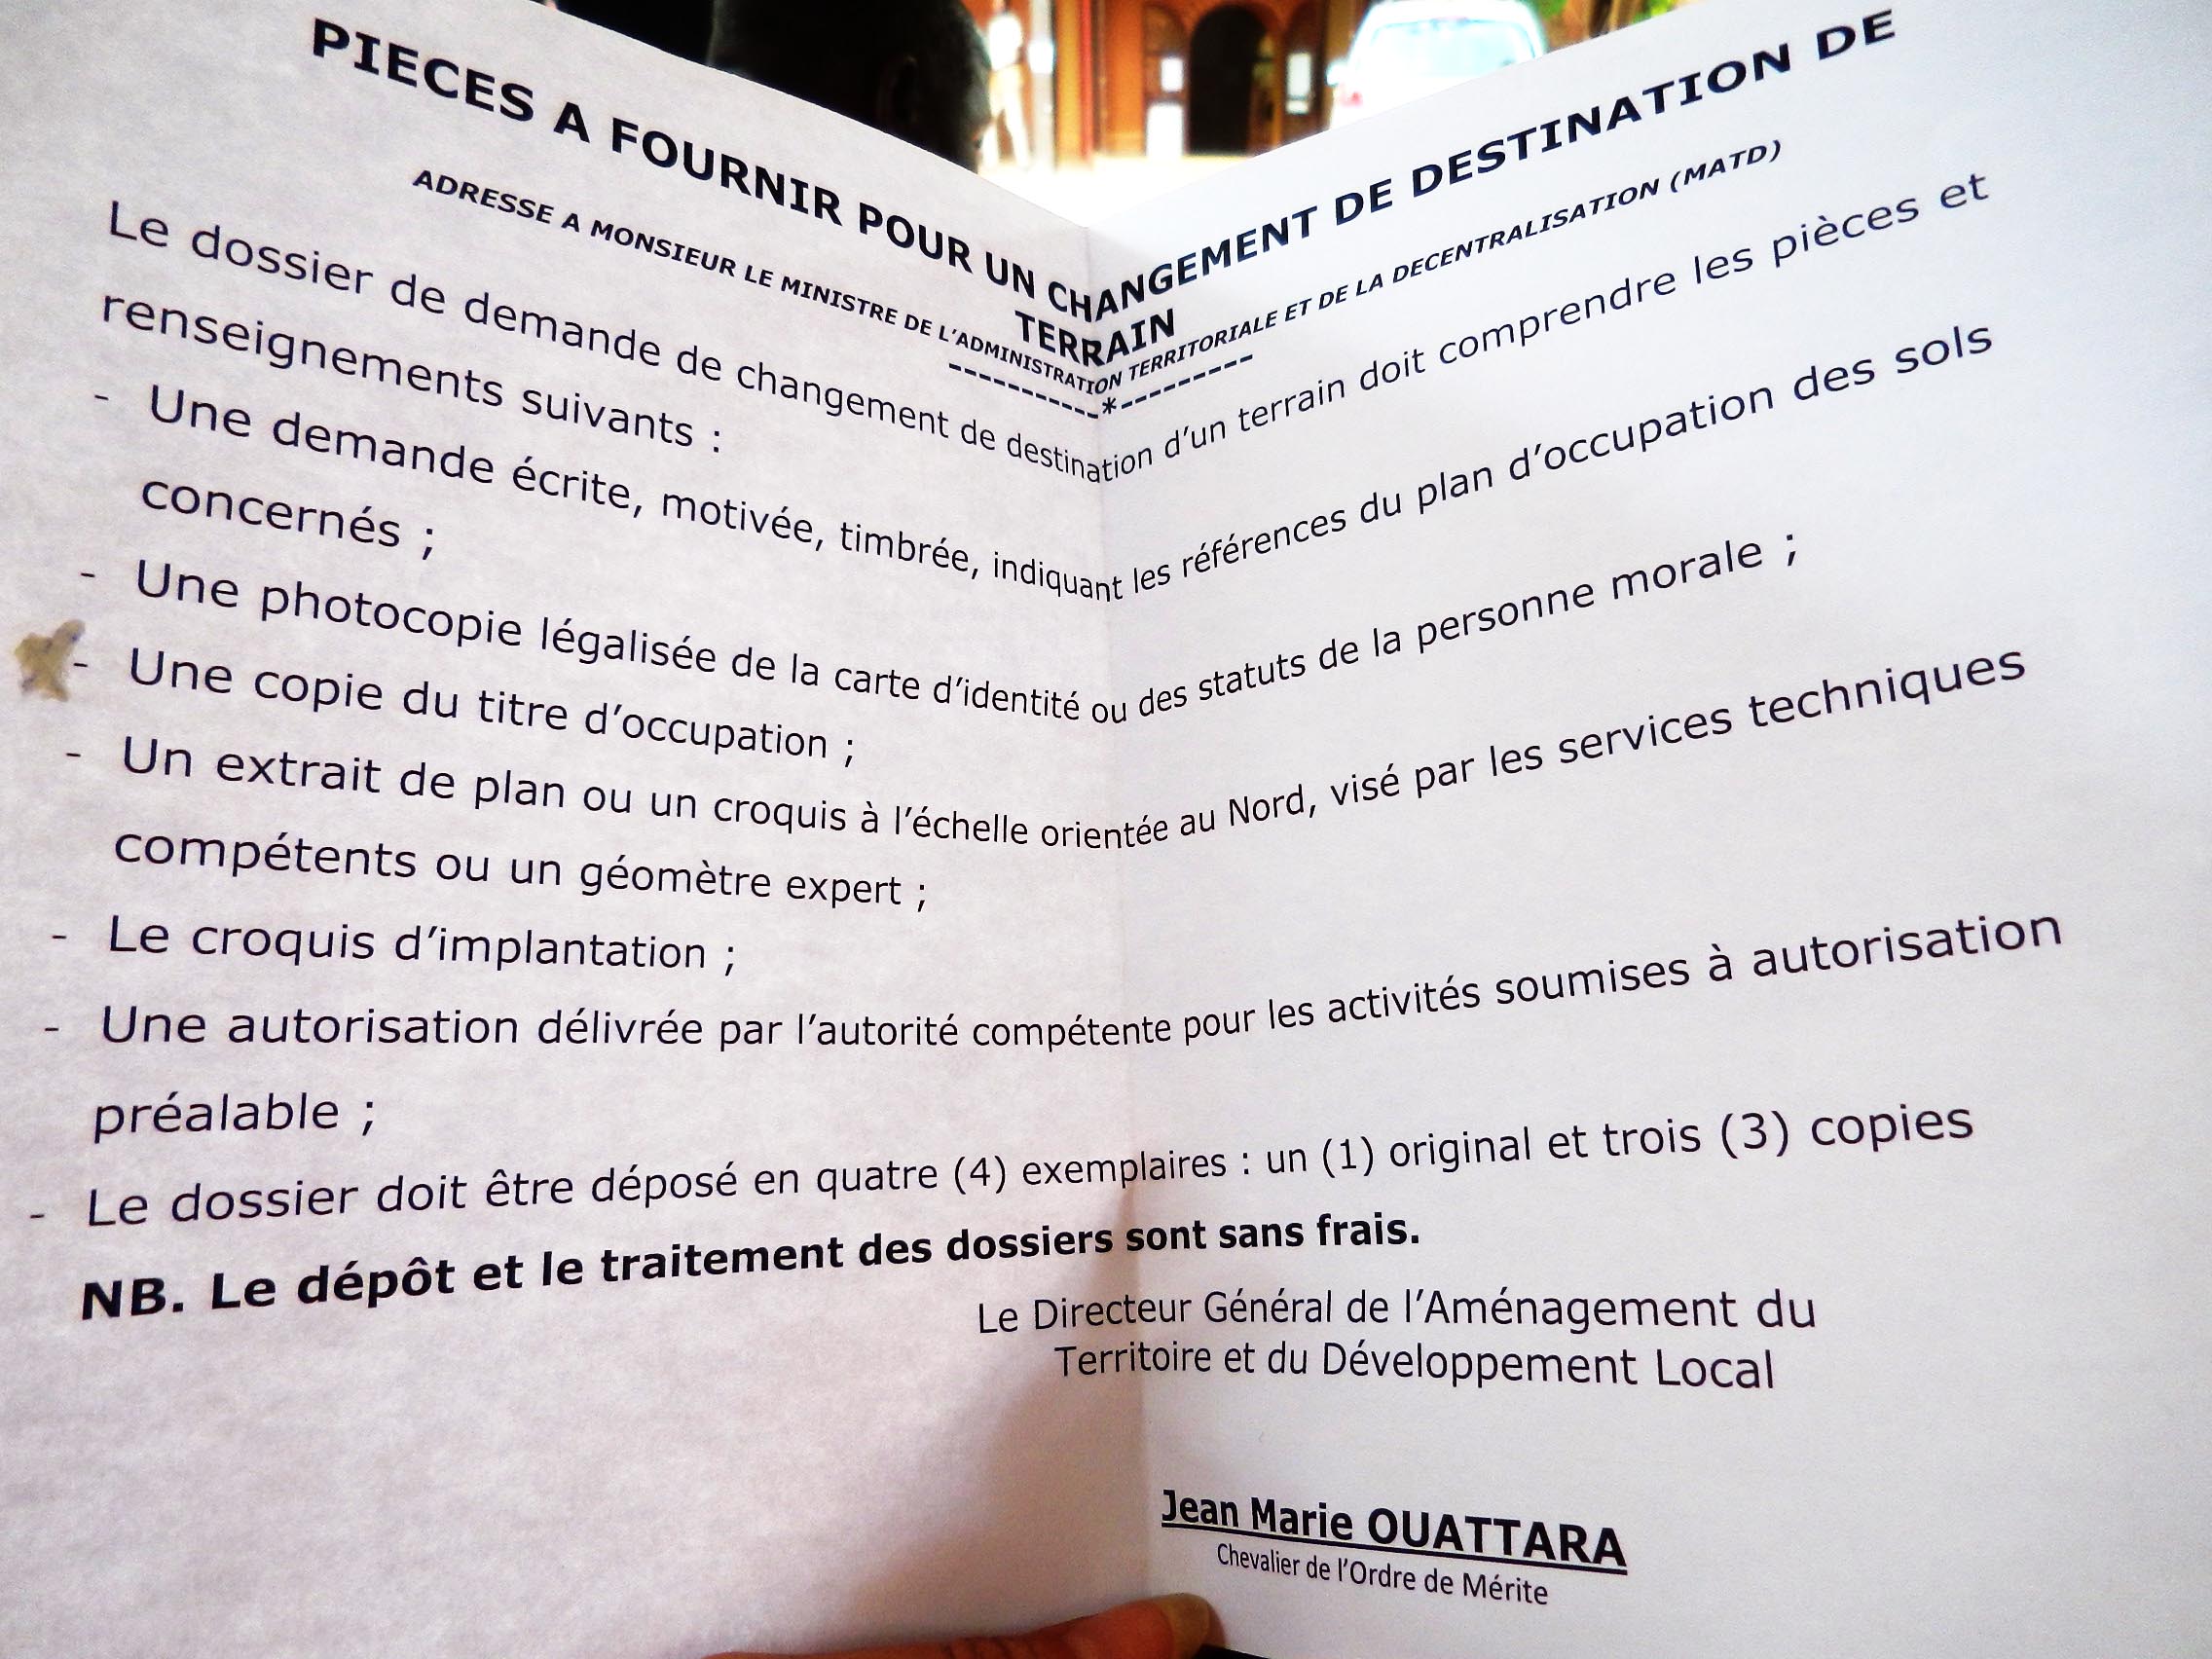 PIECES A FOURNIR POUR UN CHANGEMENT DE DESTINATION DE
TERRAIN
ADRESSE A MONSIEUR LE MINISTRE DE L'ADMINISTRATION TERRITORIALE ET DE LA DECENTRALISATION (MATD)
----------*----------
Le dossier de demande de changement de destination d'un terrain doit comprendre les pièces et
renseignements suivants :
- Une demande écrite, motivée, timbrée, indiquant les références du plan d'occupation des sols
concernés ;
- Une photocopie légalisée de la carte d'identité ou des statuts de la personne morale ;
- Une copie du titre d'occupation ;
- Un extrait de plan ou un croquis à l'échelle orientée au Nord, visé par les services techniques
compétents ou un géomètre expert ;
- Le croquis d'implantation ;
- Une autorisation délivrée par l'autorité compétente pour les activités soumises à autorisation
préalable ;
- Le dossier doit être déposé en quatre (4) exemplaires : un (1) original et trois (3) copies
NB. Le dépôt et le traitement des dossiers sont sans frais.
Le Directeur Général de l'Aménagement du
Territoire et du Développement Local
Jean Marie OUATTARA
Chevalier de l'Ordre de Mérite